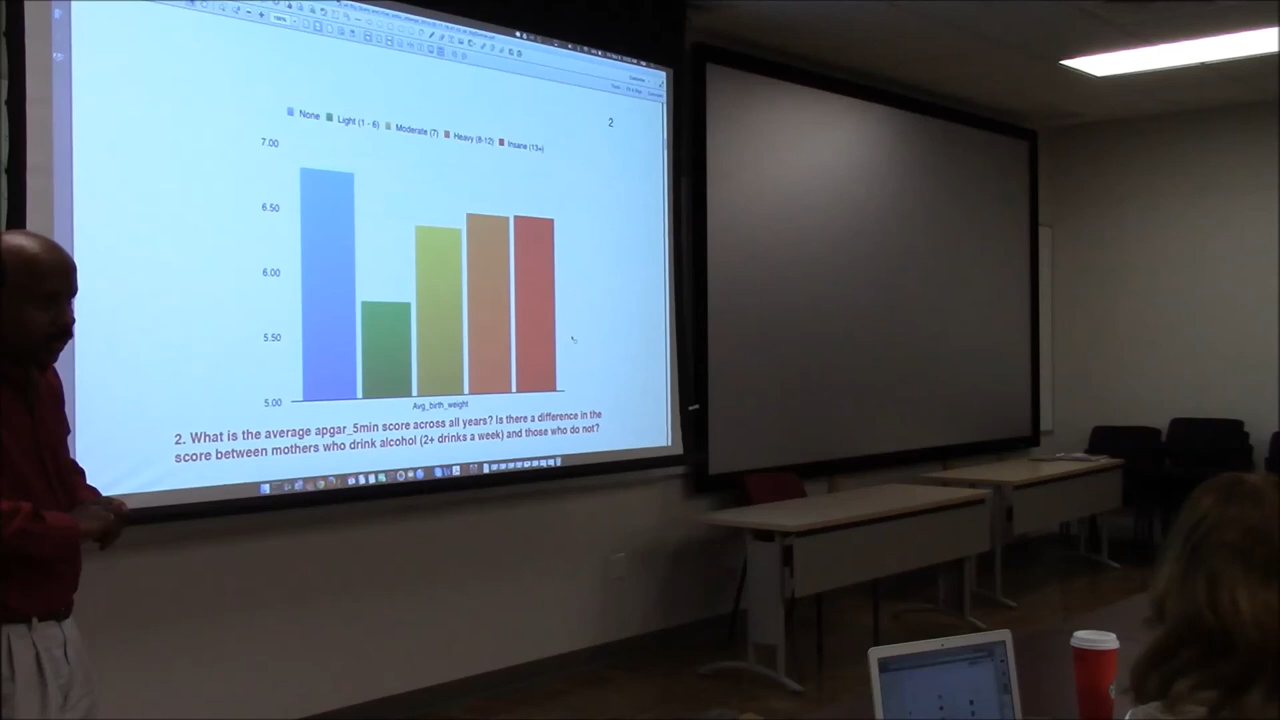 2
None Light (1 - 6) Moderate (7) Heavy (8-12) Insane (13+)
7.00
6.50
6.00
5.50
5.00
Avg_birth_weight
2. What is the average apgar_5min score across all years? Is there a difference in the
score between mothers who drink alcohol (2+ drinks a week) and those who do not?